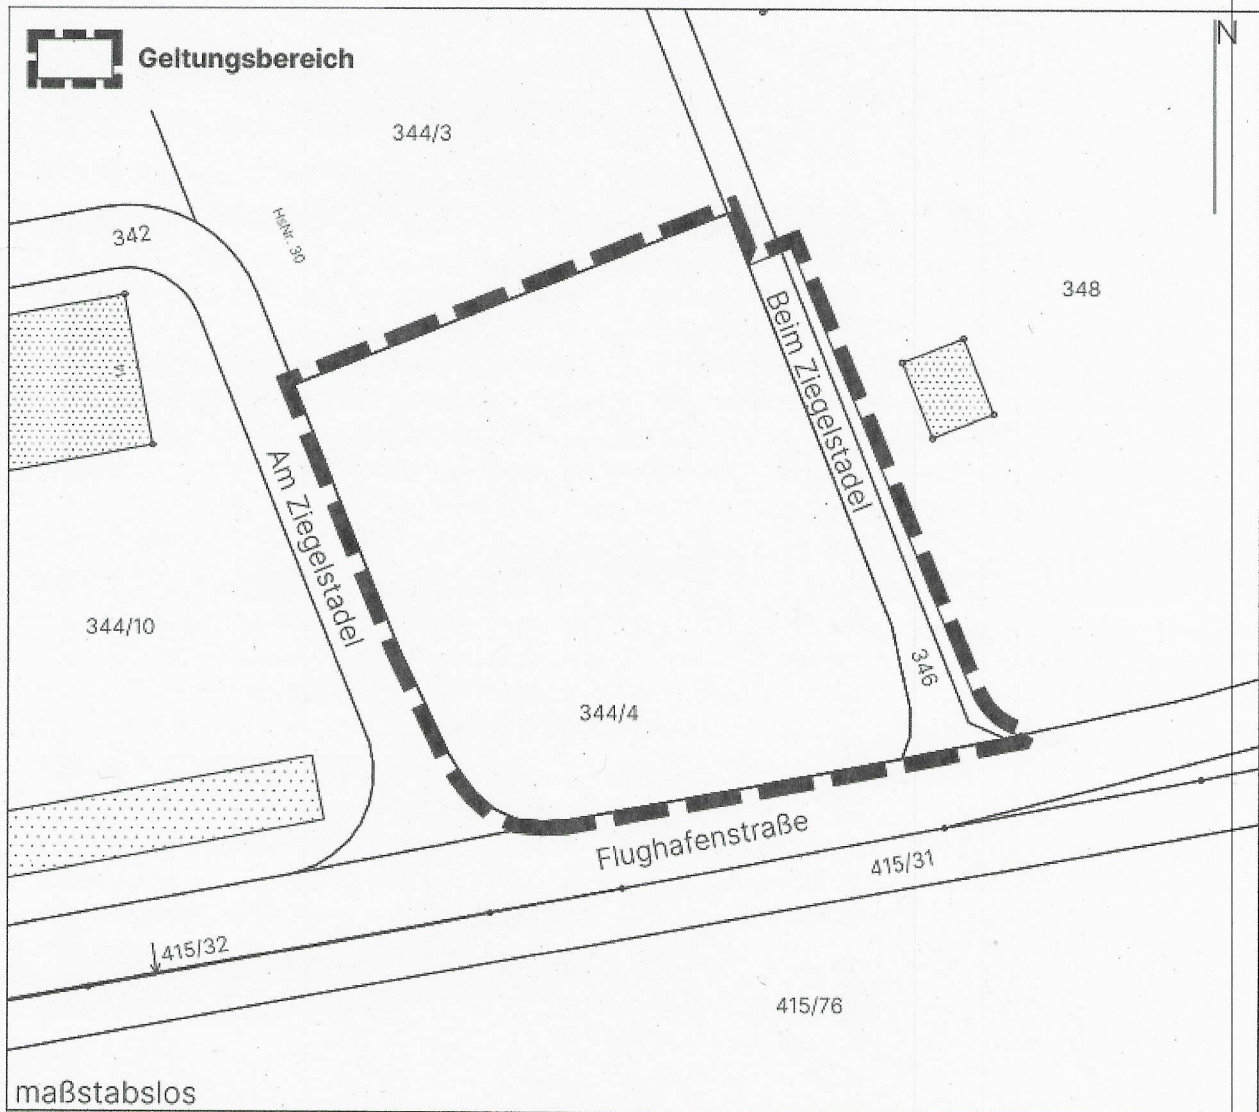 N
Geltungsbereich
344/3
342
HsNr. 30
348
14
Beim Ziegelstadel
Am Ziegelstadel
344/10
346
344/4
Flughafenstraße
415/31
415/32
415/76
maßstabslos